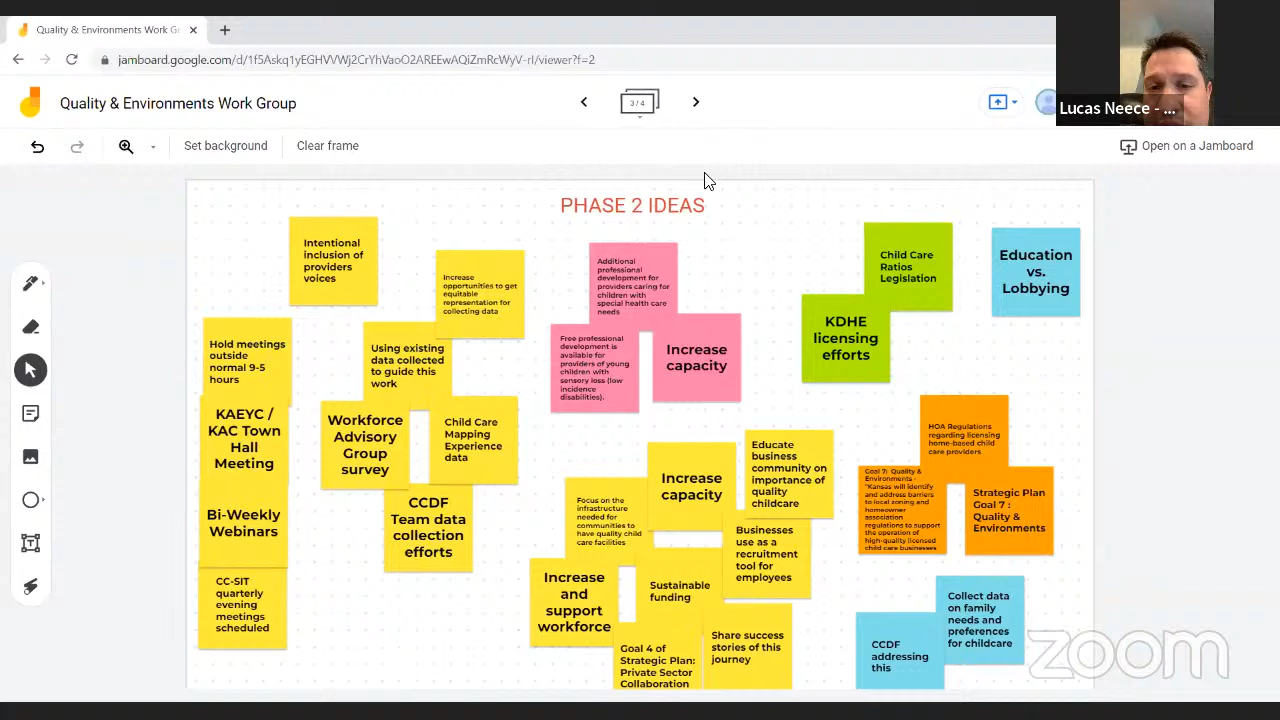 Quality & Environments Work Gr
jamboard.google.com/d/1f5Askq1yEGHVVWj2CrYhVaoO2AREEwAQiZmRcWyV-rl/viewer?f=2
Lucas Neece - ...
Quality & Environments Work Group
3 / 4
Set background
Clear frame
Open on a Jamboard
PHASE 2 IDEAS
Intentional
inclusion of
providers
voices
Increase
opportunities to get
equitable
representation for
collecting data
Hold meetings
outside
normal 9-5
hours
Using existing
data collected
to guide this
work
KAEYC /
KAC Town
Hall
Meeting
Workforce
Advisory
Group
survey
Child Care
Mapping
Experience
data
Bi-Weekly
Webinars
CCDF
Team data
collection
efforts
CC-SIT
quarterly
evening
meetings
scheduled
Additional
professional
development for
providers caring for
children with
special health care
needs
Free professional
development is
available for
providers of young
children with
sensory loss (low
incidence
disabilities).
Increase
capacity
Increase
capacity
Educate
business
community on
importance of
quality
childcare
Focus on the
infrastructure
needed for
communities to
have quality child
care facilities
Businesses
use as a
recruitment
tool for
employees
Increase
and
support
workforce
Sustainable
funding
Goal 4 of
Strategic Plan:
Private Sector
Collaboration
Share success
stories of this
journey
Child Care
Ratios
Legislation
KDHE
licensing
efforts
Education
vs.
Lobbying
HOA Regulations
regarding licensing
home-based child
care providers
Goal 7: Quality &
Environments -
"Kansas will identify
and address barriers
to local zoning and
homeowner
association
regulations to support
the operation of
high-quality licensed
child care businesses
Strategic Plan
Goal 7 :
Quality &
Environments
Collect data
on family
needs and
preferences
for childcare
CCDF
addressing
this
zoom